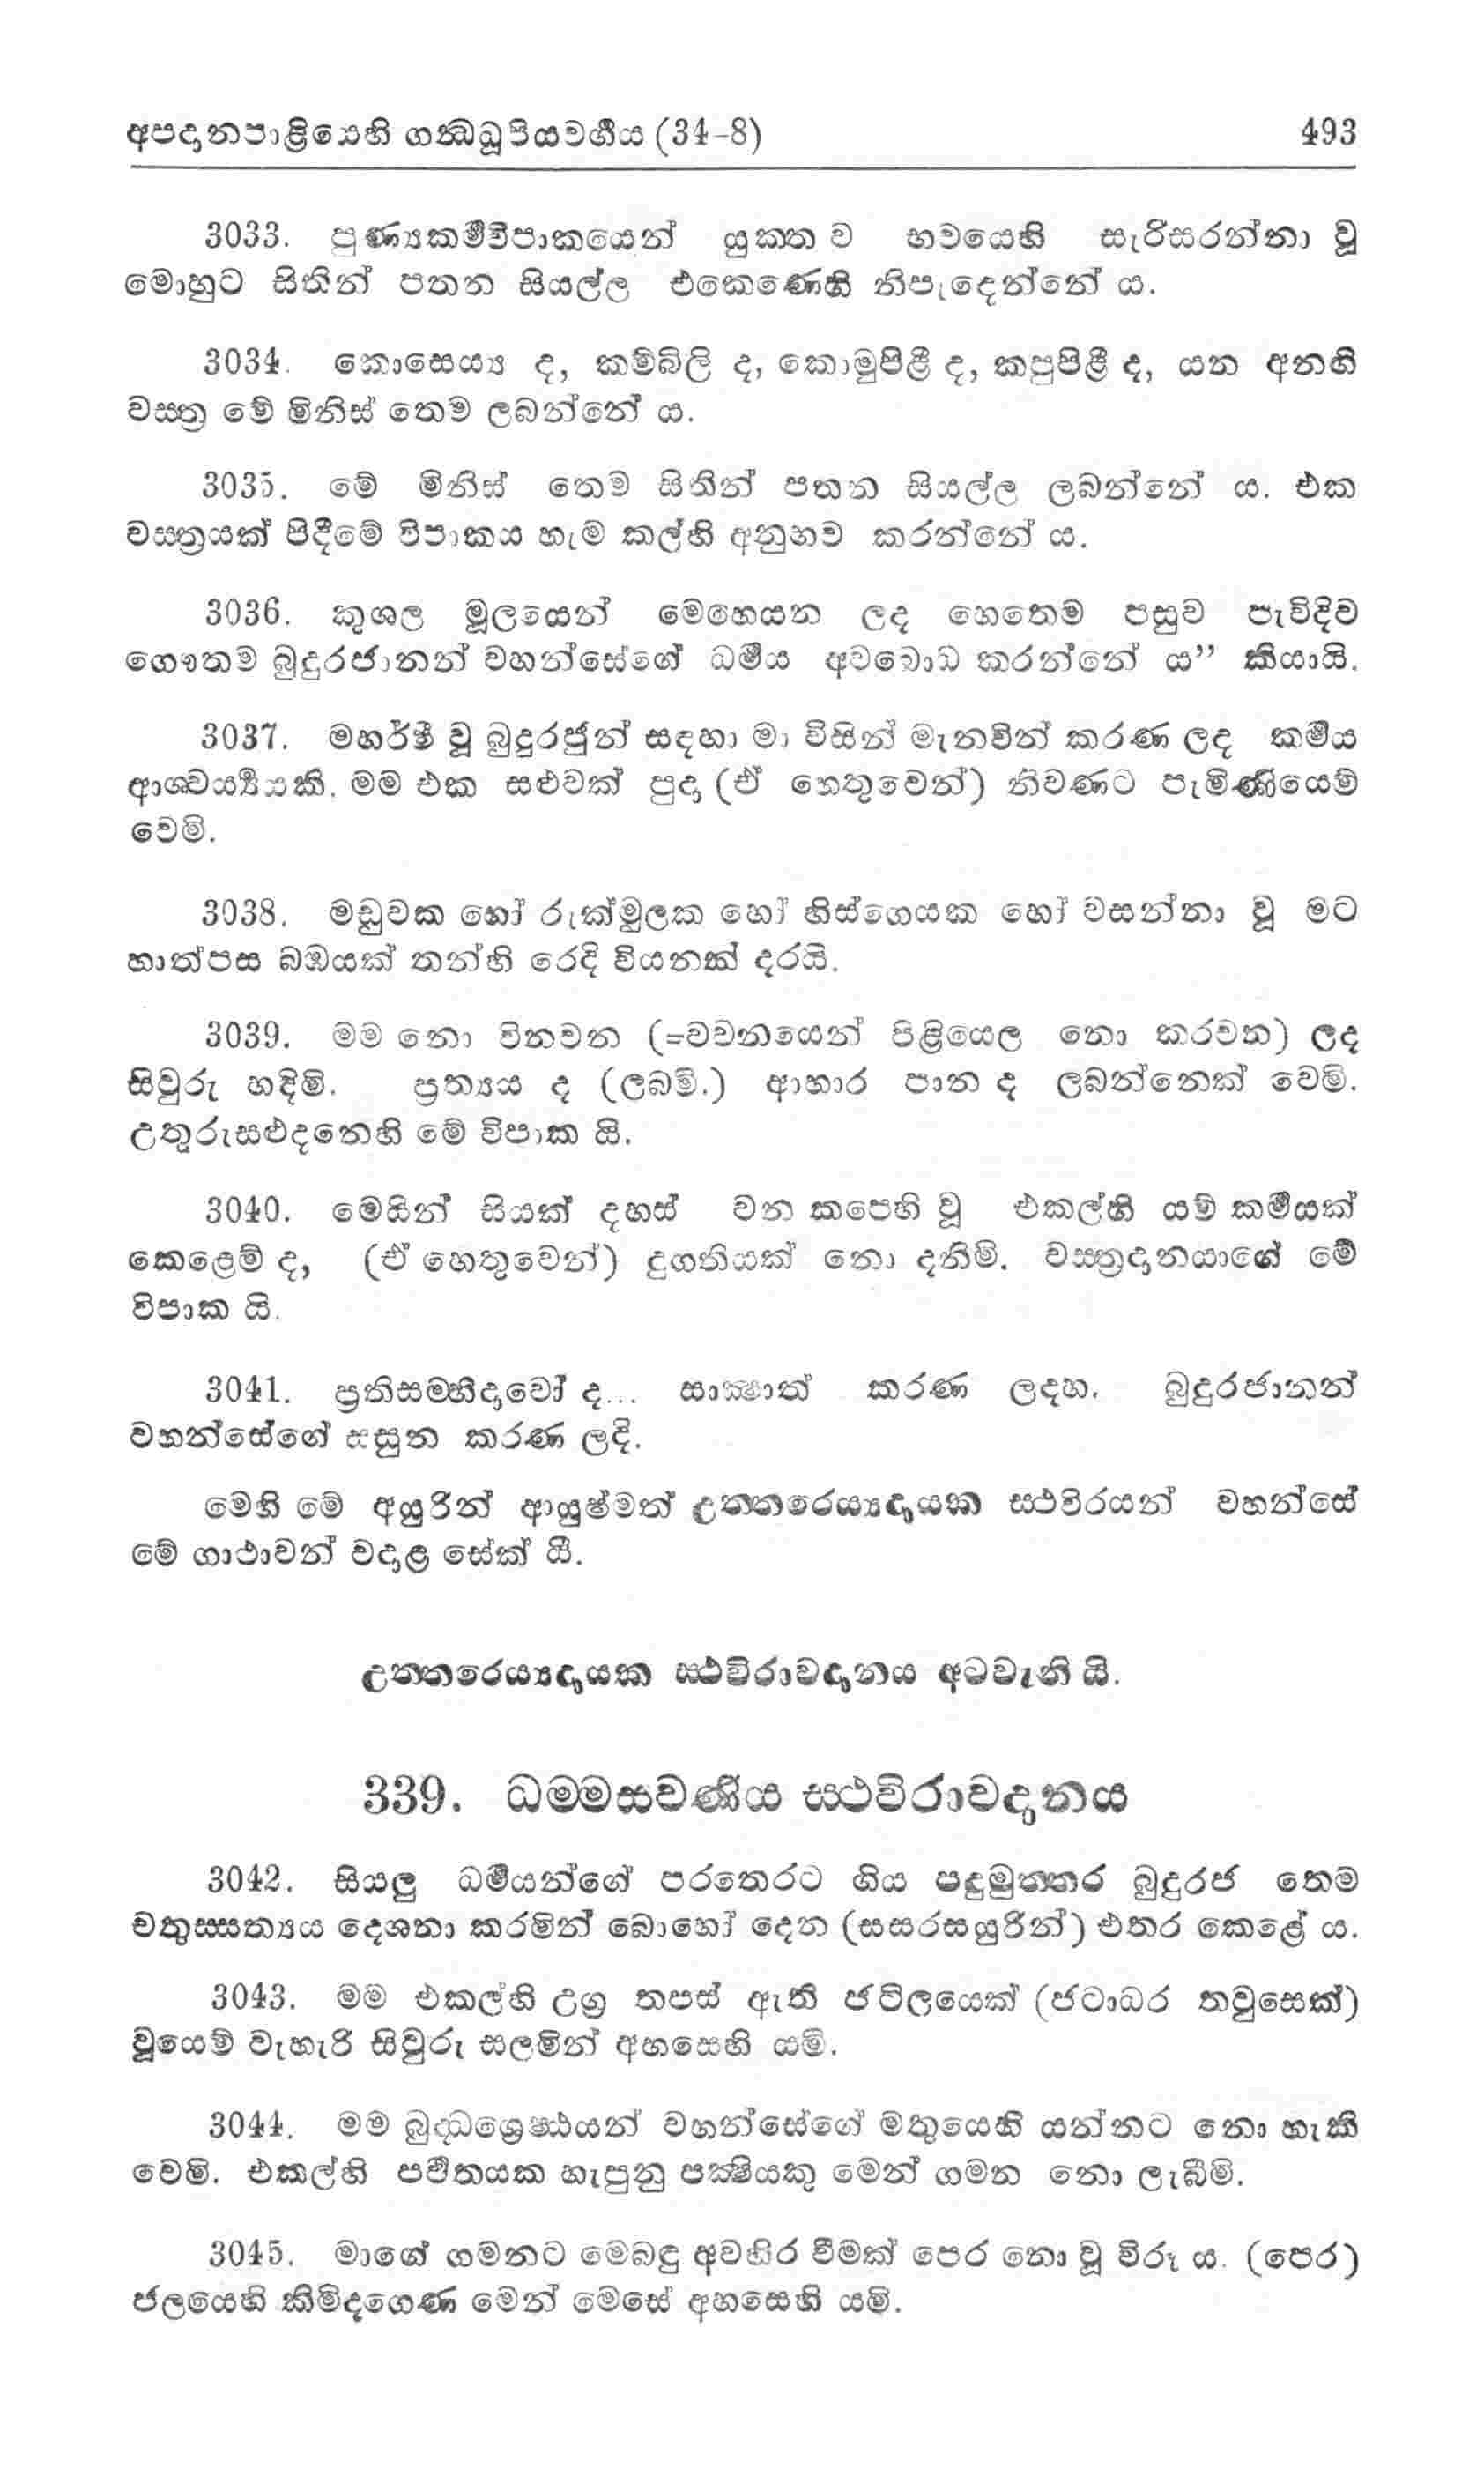 අපදානපාළියෙහි ගන්‍ධධූපියවර්‍ගය (34-8) 493
3033. පුණ්‍යකර්‍මවිපාකයෙන් යුක්ත ව භවයෙහි සැරිසරන්නා වූ
මොහුට සිතින් පතන සියල්ල එකෙණෙහි නිපැදෙන්නේ ය.
3034. කොසෙය්‍ය ද, කම්බිලි ද, කොමුපිළී ද, කපුපිළී ද, යන අනර්‍ඝ
වස්ත්‍ර මේ මිනිස් තෙම ලබන්නේ ය.
3035. මේ මිනිස් තෙම සිතින් පතන සියල්ල ලබන්නේ ය. එක
වස්ත්‍රයක් පිදීමේ විපාකය හැම කල්හි අනුභව කරන්නේ ය.
3036. කුශල මූලයෙන් මෙහෙයන ලද හෙතෙම පසුව පැවිදිව
ගෞතම බුදුරජානන් වහන්සේගේ ධර්‍මය අවබොධ කරන්නේ ය” කියායි.
3037. මහර්ෂි වූ බුදුරජුන් සඳහා මා විසින් මැනවින් කරණ ලද කර්‍මය
ආශ්චර්‍ය්‍යයකි. මම එක සළුවක් පුදා (ඒ හෙතුවෙන්) නිවණට පැමිණියෙම්
වෙමි.
3038. මඩුවක හෝ රුක්මුලක හෝ හිස්ගෙයක හෝ වසන්නා වූ මට
හාත්පස බඹයක් තන්හි රෙදි වියනක් දරයි.
3039. මම නො විනවන (=වචනයෙන් පිළියෙල නො කරවන) ලද
සිවුරු හඳිමි. ප්‍රත්‍යය ද (ලබමි.) ආහාර පාන ද ලබන්නෙක් වෙමි.
උතුරුසළුදනෙහි මේ විපාක යි.
3040. මෙයින් සියක් දහස් වන කපෙහි වූ එකල්හි යම් කර්‍මයක්
කෙළෙම් ද, (ඒ හෙතුවෙන්) දුගතියක් නො දනිමි. වස්ත්‍රදානයාගේ මේ
විපාක යි.
3041. ප්‍රතිසම්භිදාවෝ ද... සාක්‍ෂාත් කරණ ලදහ. බුදුරජානන්
වහන්සේගේ සසුන කරණ ලදි.
මෙහි මේ අයුරින් ආයුෂ්මත් උත්තරෙය්‍යදායක ස්ථවිරයන් වහන්සේ
මේ ගාථාවන් වදාළ සේක් යී.
උත්තරෙය්‍යදායක ස්ථවිරාවදානය අටවැනි යි.
339. ධම්මසවණීය ස්ථවිරාවදානය
3042. සියලු ධර්‍මයන්ගේ පරතෙරට ගිය පදුමුත්තර බුදුරජ තෙම
චතුස්සත්‍යය දෙශනා කරමින් බොහෝ දෙන (සසරසයුරින්) එතර කෙළේ ය.
3043. මම එකල්හි උග්‍ර තපස් ඇති ජටිලයෙක් (ජටාධර තවුසෙක්)
වූයෙම් වැහැරි සිවුරු සලමින් අහසෙහි යමි.
3044. මම බුද්ධශ්‍රෙෂ්ඨයන් වහන්සේගේ මතුයෙහි යන්නට නො හැකි
වෙමි. එකල්හි පර්‍වතයක හැපුනු පක්‍ෂියකු මෙන් ගමන නො ලැබීමි.
3045. මාගේ ගමනට මෙබඳු අවහිර වීමක් පෙර නො වූ විරූ ය. (පෙර)
ජලයෙහි කිමිදගෙණ මෙන් මෙසේ අහසෙහි යමි.